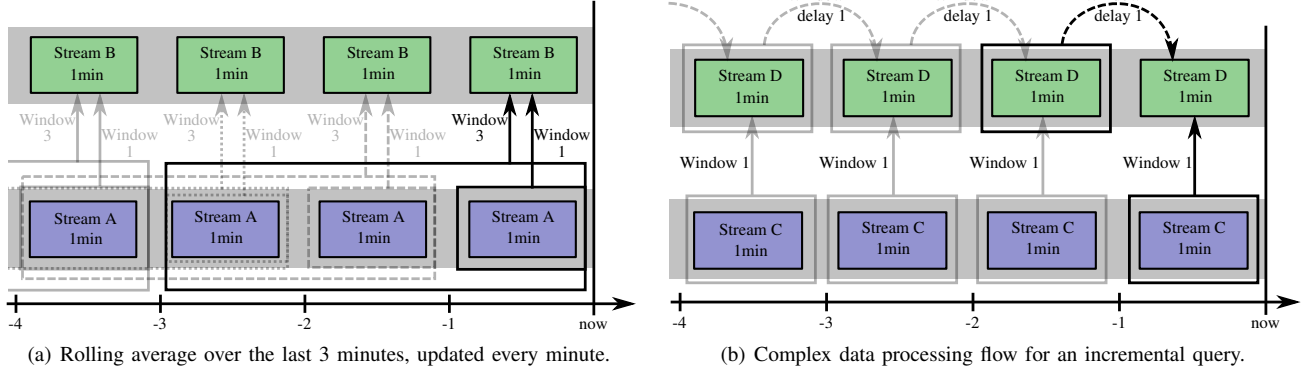 Stream B
1min
Stream B
1min
Stream B
1min
Stream B
1min
Window
3
Window
1
Window
3
Window
1
Window
3
Window
1
Window
3
Window
1
Stream A
1min
Stream A
1min
Stream A
1min
Stream A
1min
-4 -3 -2 -1 now
(a) Rolling average over the last 3 minutes, updated every minute.
delay 1
delay 1
delay 1
Stream D
1min
Stream D
1min
Stream D
1min
Stream D
1min
Window 1
Window 1
Window 1
Window 1
Stream C
1min
Stream C
1min
Stream C
1min
Stream C
1min
-4 -3 -2 -1 now
(b) Complex data processing flow for an incremental query.